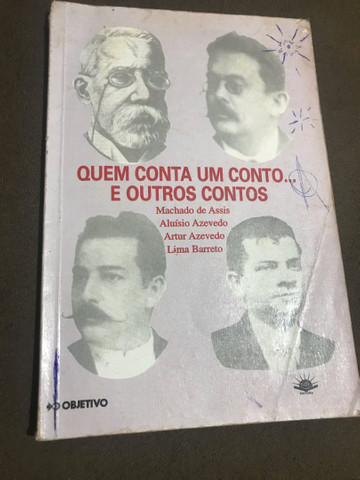 QUEM CONTA UM CONTO...
E OUTROS CONTOS
Machado de Assis
Aluísio Azevedo
Artur Azevedo
Lima Barreto
OBJETIVO